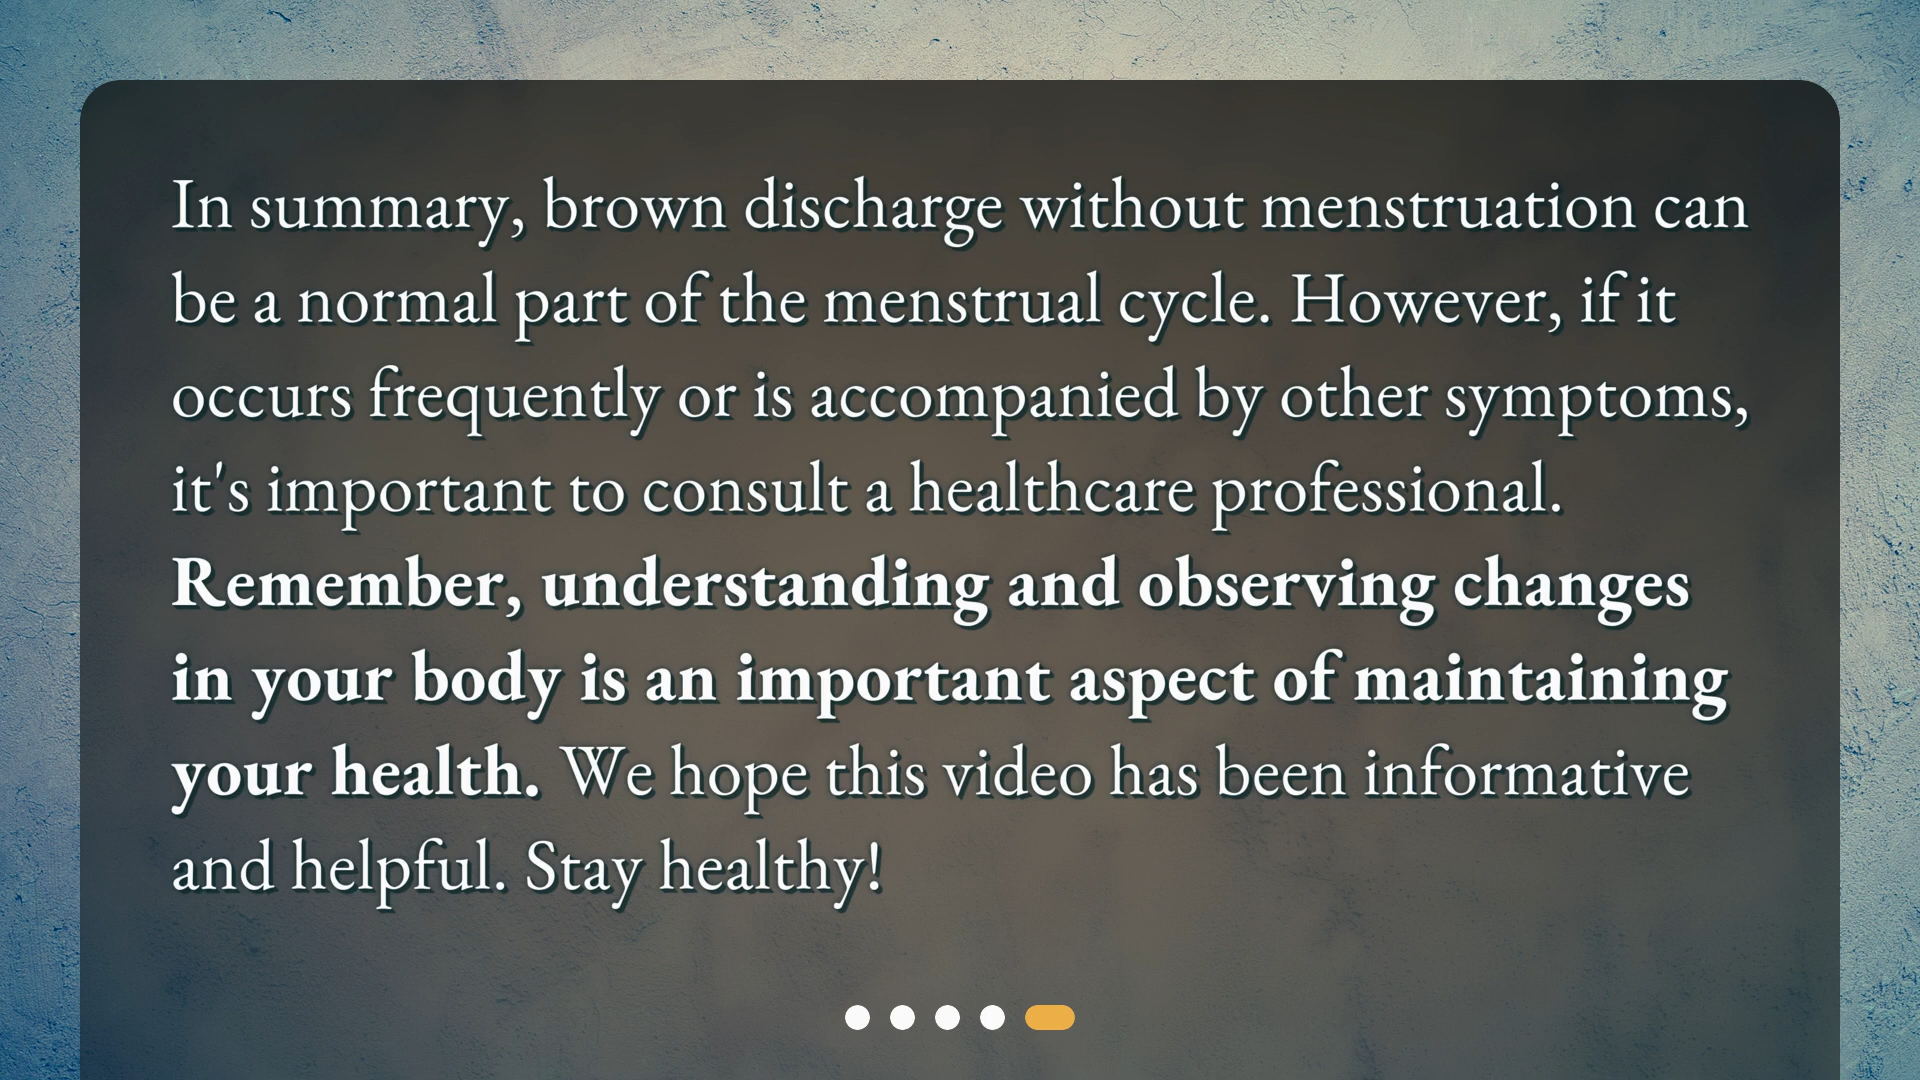 In summary, brown discharge without menstruation can
be a normal part of the menstrual cycle. However, if it
occurs frequently or is accompanied by other symptoms,
it's important to consult a healthcare professional.
Remember, understanding and observing changes
in your body is an important aspect of maintaining
your health. We hope this video has been informative
and helpful. Stay healthy!